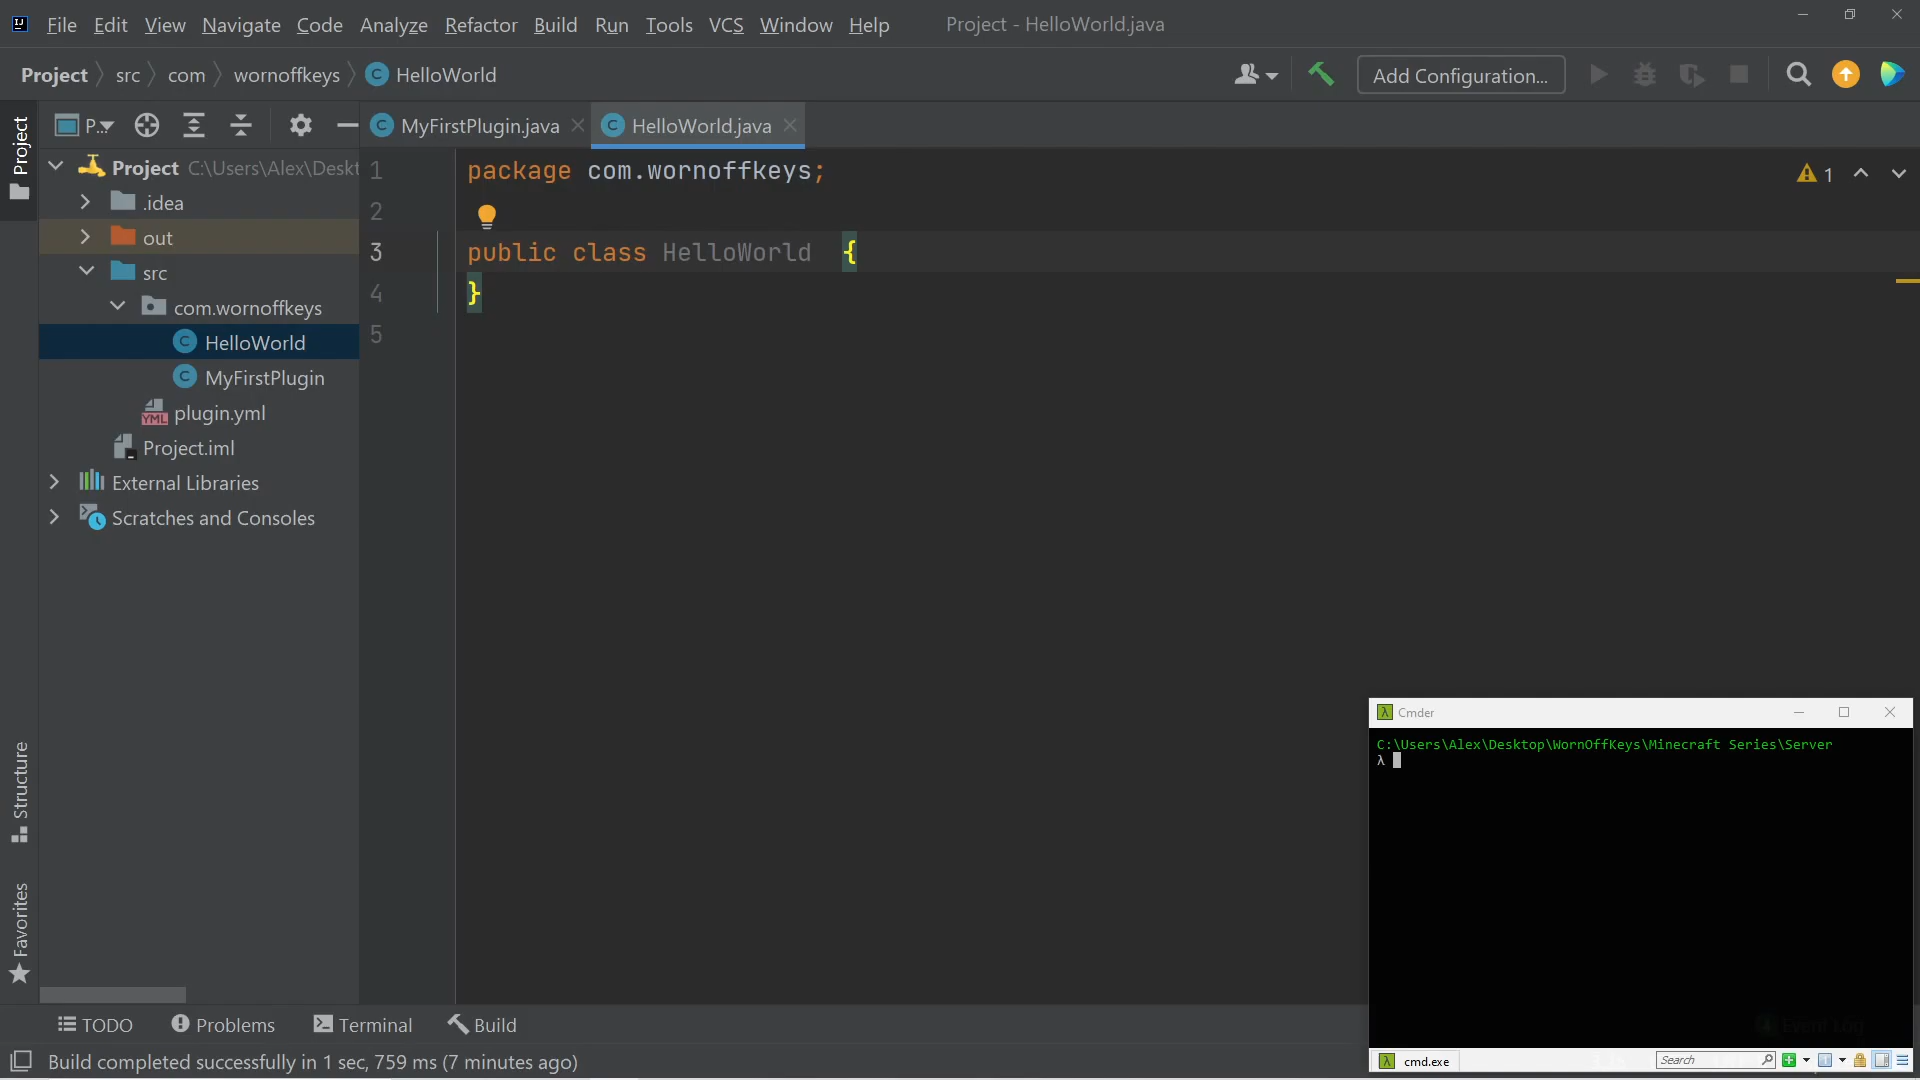 File Edit View Navigate Code Analyze Refactor Build Run Tools VCS Window Help Project - HelloWorld.java
Project src com wornoffkeys HelloWorld Add Configuration...
Project
P... MyFirstPlugin.java HelloWorld.java
Project C:\Users\Alex\Deskt
.idea
out
src
com.wornoffkeys
HelloWorld
MyFirstPlugin
plugin.yml
Project.iml
External Libraries
Scratches and Consoles
1 package com.wornoffkeys;
2
3 public class HelloWorld {
4 }
5
1
Structure
Favorites
Cmder
C:\Users\Alex\Desktop\WornOffKeys\Minecraft Series\Server
λ
Event Log
cmd.exe Search
TODO Problems Terminal Build
Build completed successfully in 1 sec, 759 ms (7 minutes ago)